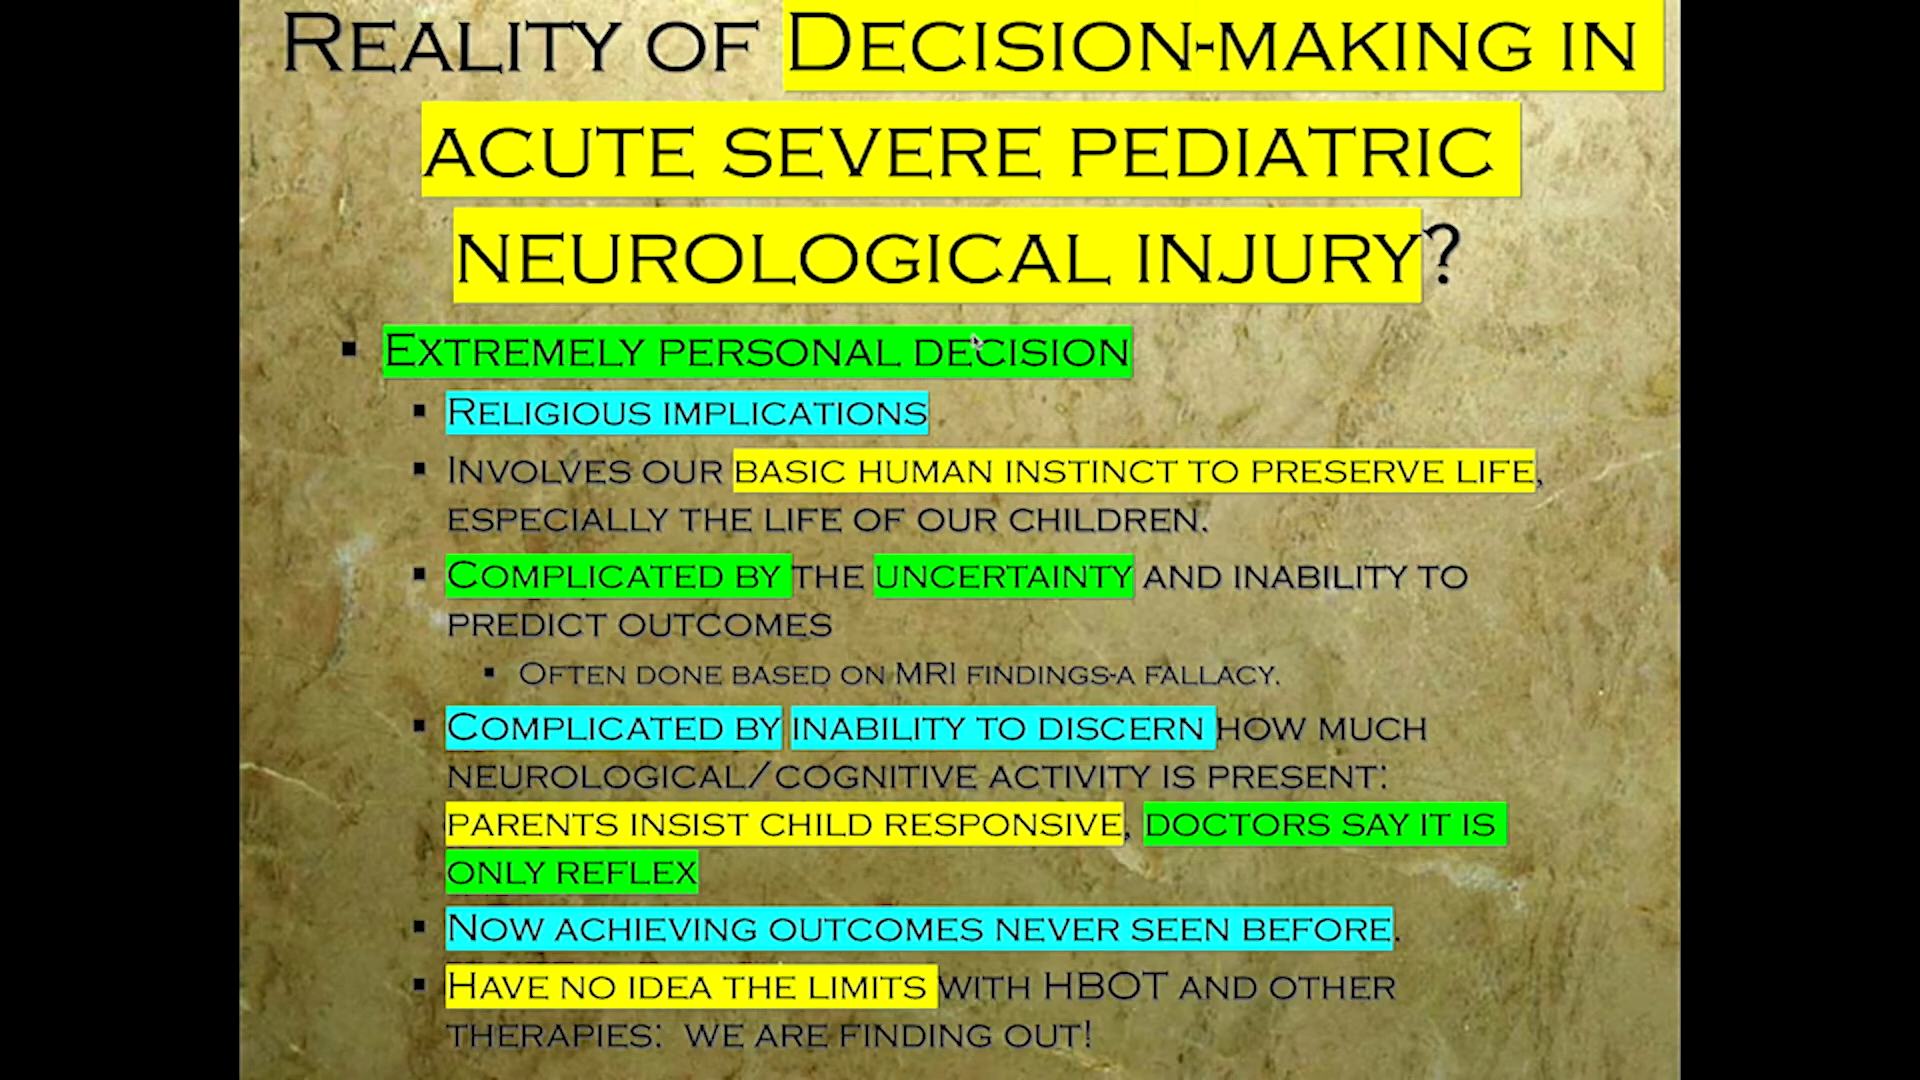 Reality of Decision-making in
acute severe pediatric
neurological injury?
Extremely personal decision
Religious implications
Involves our basic human instinct to preserve life,
especially the life of our children.
Complicated by the uncertainty and inability to
predict outcomes
Often done based on MRI findings-a fallacy.
Complicated by inability to discern how much
neurological/cognitive activity is present:
parents insist child responsive, doctors say it is
only reflex
Now achieving outcomes never seen before.
Have no idea the limits with HBOT and other
therapies: we are finding out!